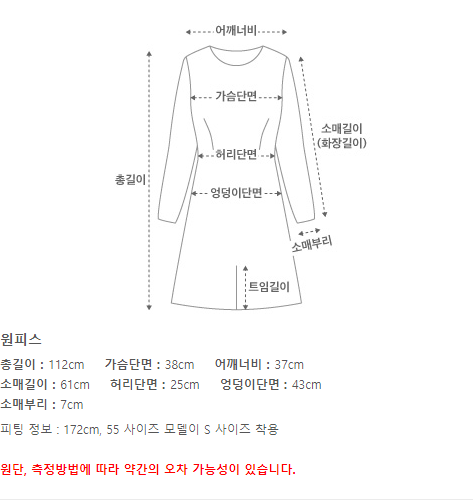 어깨너비
가슴단면
소매길이
(화장길이)
허리단면
총길이
엉덩이단면
소매부리
트임길이
원피스
총길이 : 112cm 가슴단면 : 38cm 어깨너비 : 37cm
소매길이 : 61cm 허리단면 : 25cm 엉덩이단면 : 43cm
소매부리 : 7cm
피팅 정보 : 172cm, 55 사이즈 모델이 S 사이즈 착용
원단, 측정방법에 따라 약간의 오차 가능성이 있습니다.